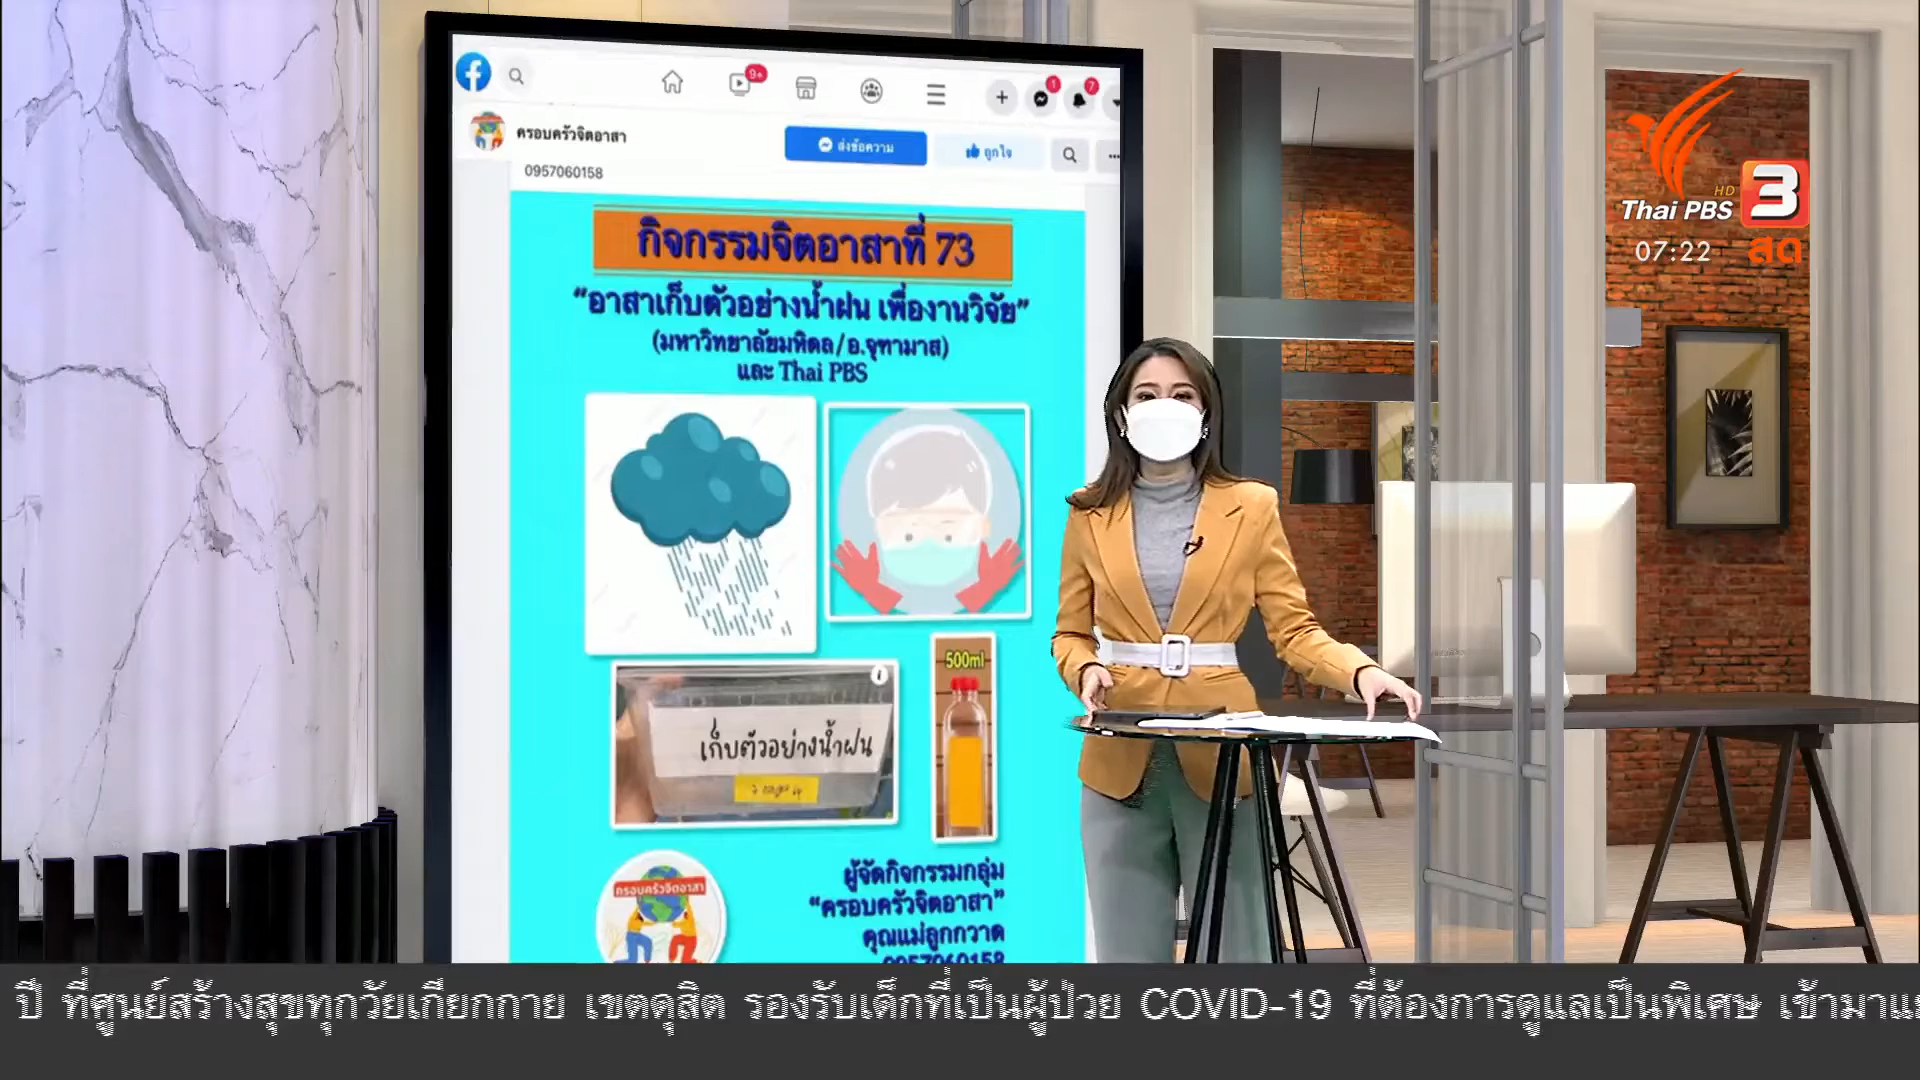 9+
1
7
ครอบครัวจิตอาสา
ส่งข้อความ
ถูกใจ
0957060158
กิจกรรมจิตอาสาที่ 73
“อาสาเก็บตัวอย่างน้ำฝน เพื่องานวิจัย”
(มหาวิทยาลัยมหิดล/อ.จุฑามาส)
และ Thai PBS
500ml
เก็บตัวอย่างน้ำฝน
ครอบครัวจิตอาสา
ผู้จัดกิจกรรมกลุ่ม
“ครอบครัวจิตอาสา”
คุณแม่ลูกกวาด
0957060158
HD
Thai PBS 3
07:22 สด
ปี ที่ศูนย์สร้างสุขทุกวัยเกียกกาย เขตดุสิต รองรับเด็กที่เป็นผู้ป่วย COVID-19 ที่ต้องการดูแลเป็นพิเศษ เข้ามาแ